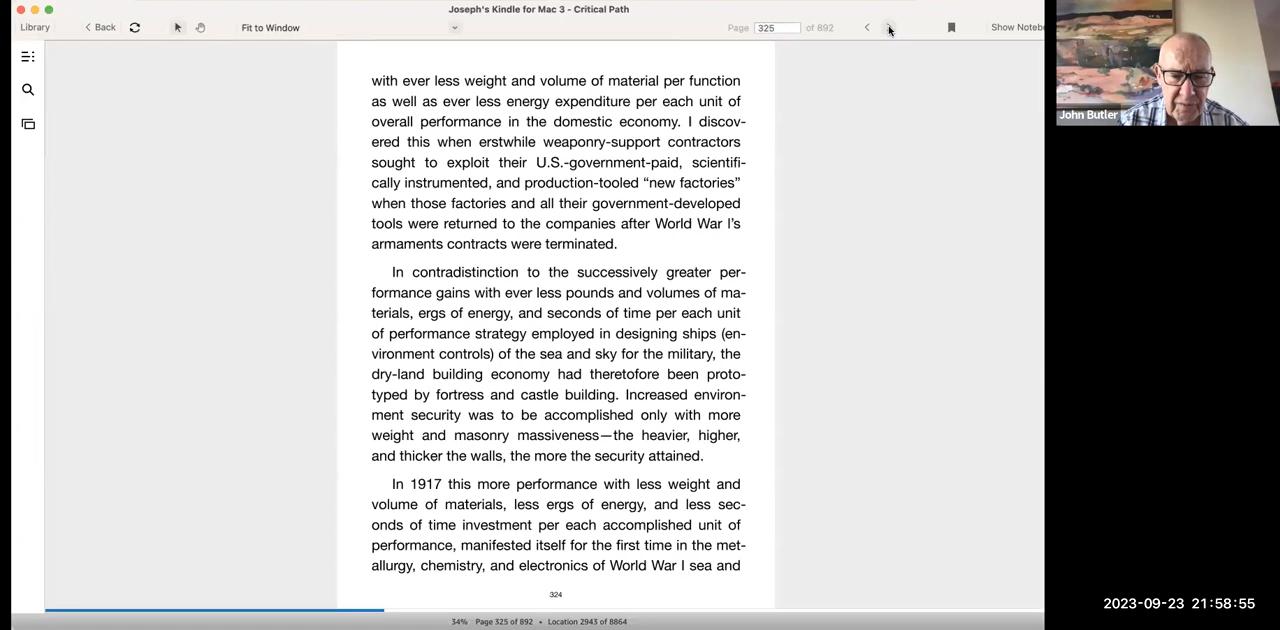 Joseph's Kindle for Mac 3 - Critical Path
Library
Back
Fit to Window
Page 325 of 892
Show Notebo
with ever less weight and volume of material per function
as well as ever less energy expenditure per each unit of
overall performance in the domestic economy. I discov-
ered this when erstwhile weaponry-support contractors
sought to exploit their U.S.-government-paid, scientifi-
cally instrumented, and production-tooled “new factories”
when those factories and all their government-developed
tools were returned to the companies after World War I’s
armaments contracts were terminated.
In contradistinction to the successively greater per-
formance gains with ever less pounds and volumes of ma-
terials, ergs of energy, and seconds of time per each unit
of performance strategy employed in designing ships (en-
vironment controls) of the sea and sky for the military, the
dry-land building economy had theretofore been proto-
typed by fortress and castle building. Increased environ-
ment security was to be accomplished only with more
weight and masonry massiveness—the heavier, higher,
and thicker the walls, the more the security attained.
In 1917 this more performance with less weight and
volume of materials, less ergs of energy, and less sec-
onds of time investment per each accomplished unit of
performance, manifested itself for the first time in the met-
allurgy, chemistry, and electronics of World War I sea and
324
34% Page 325 of 892 • Location 2943 of 8864
John Butler
2023-09-23 21:58:55